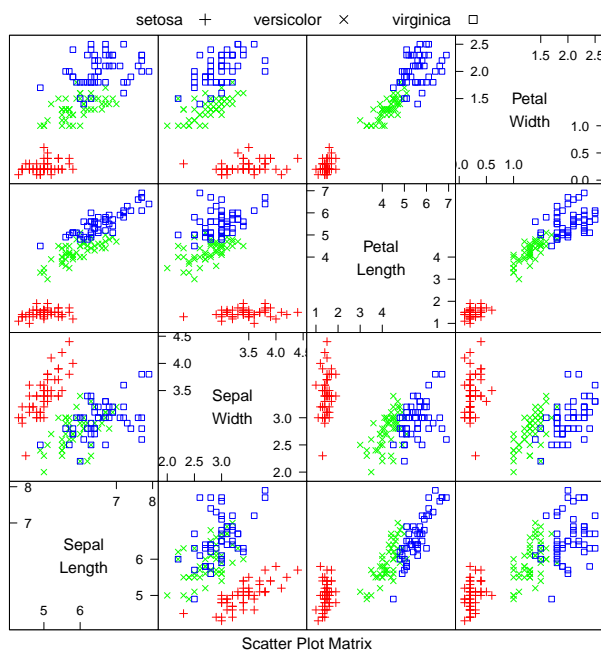 setosa versicolor virginica
2.5
1.5 2.0 2.5
2.0
1.5
Petal
Width
1.0
0.5
0.0 0.5 1.0
0.0
7
4 5 6 7
6
5
Petal
Length
4
4
3
2
1 2 3 4
1
4.5
3.5 4.0 4.5
4.0
3.5
Sepal
Width
3.0
2.5
2.0 2.5 3.0
2.0
8
7 8
7
Sepal
Length
6
5
5 6
Scatter Plot Matrix